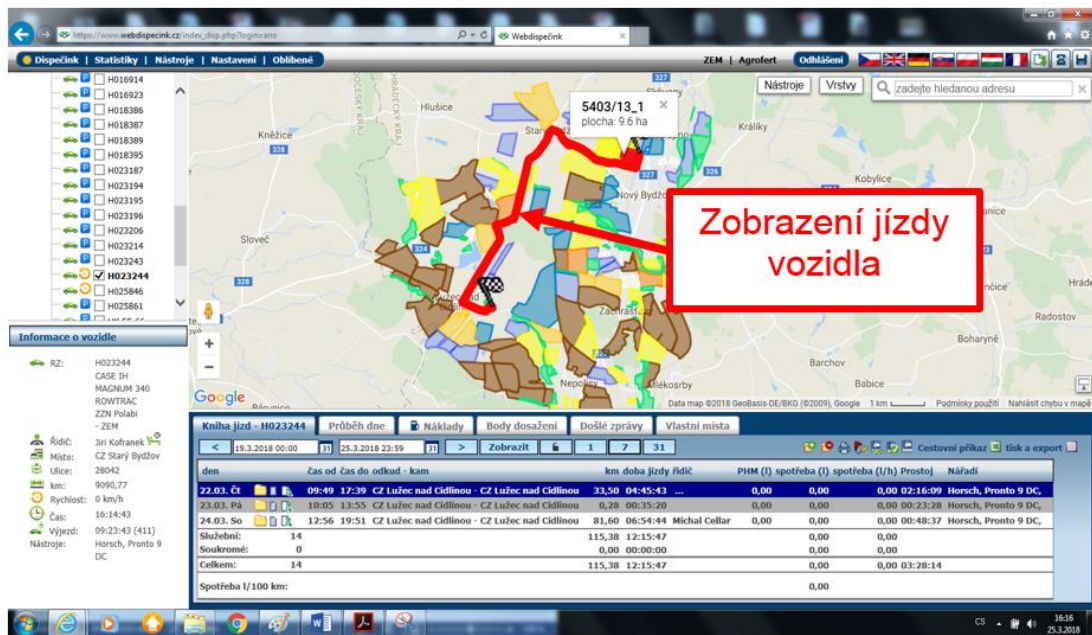 https://www.webdispecink.cz/index_disp.php?login=ano
Webdispečink
Dispečink | Statistiky | Nástroje | Nastavení | Oblíbené
ZEM | Agrofert
Odhlášení
H016914
H016923
H018386
H018387
H018389
H018395
H023187
H023194
H023195
H023196
H023206
H023214
H023243
H023244
H025846
H025861
Nástroje
Vrstvy
zadejte hledanou adresu
327
5403/13_1
plocha: 9.6 ha
Hlušice
Králíky
Kněžice
328
327
326
Kobylice
Nový Bydžo
Sloveč
324
Zobrazení jízdy
vozidla
Hrade
Radostov
Boharyně
Barchov
Babice
Nepolisy
Mlékosrby
Google
Data map ©2018 GeoBasis-DE/BKG (©2009), Google
1 km
Podmínky použití
Nahlásit chybu v mapě
Informace o vozidle
RZ: H023244
CASE IH
MAGNUM 340
ROWTRAC
ZZN Polabi
- ZEM
Řidič: Jiri Kofranek
Místo: CZ Starý Bydžov
Ulice: 28042
km: 9090,77
Rychlost: 0 km/h
Čas: 16:14:43
Výjezd: 09:23:43 (411)
Nástroje: Horsch, Pronto 9
DC
Kniha jízd - H023244
Průběh dne
Náklady
Body dosažení
Došlé zprávy
Vlastní místa
< 19.3.2018 00:00 31 25.3.2018 23:59 31 > Zobrazit 1 7 31
Cestovní příkaz
tisk a export
den čas od čas do odkud - kam km doba jízdy řidič PHM (l) spotřeba (l) spotřeba (l/h) Prostoj Nářadí
22.03. Čt 09:49 17:39 CZ Lužec nad Cidlinou - CZ Lužec nad Cidlinou 33,50 04:45:43 ... 0,00 0,00 0,00 02:16:09 Horsch, Pronto 9 DC,
23.03. Pá 10:05 13:55 CZ Lužec nad Cidlinou - CZ Lužec nad Cidlinou 0,28 00:35:20 0,00 0,00 0,00 00:23:28 Horsch, Pronto 9 DC,
24.03. So 12:56 19:51 CZ Lužec nad Cidlinou - CZ Lužec nad Cidlinou 81,60 06:54:44 Michal Cellar 0,00 0,00 0,00 00:48:37 Horsch, Pronto 9 DC,
Služební: 14 115,38 12:15:47 0,00 0,00
Soukromé: 0 0,00 00:00:00 0,00 0,00
Celkem: 14 115,38 12:15:47 0,00 0,00 03:28:14
Spotřeba l/100 km: 0,00
CS
16:16
25.3.2018